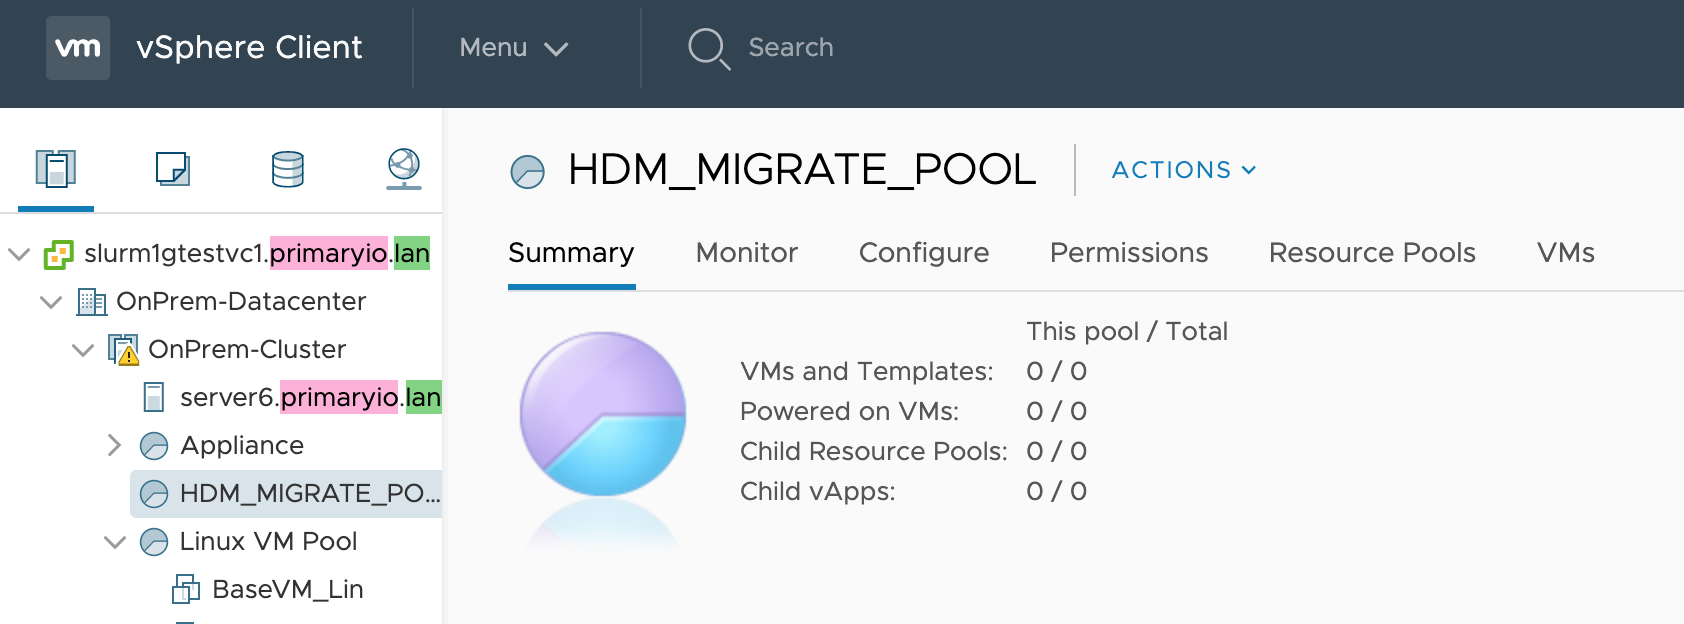 vm vSphere Client Menu Search
HDM_MIGRATE_POOL ACTIONS
Summary Monitor Configure Permissions Resource Pools VMs
slurm1gtestvc1.primaryio.lan
OnPrem-Datacenter
OnPrem-Cluster
server6.primaryio.lan
Appliance
HDM_MIGRATE_PO...
Linux VM Pool
BaseVM_Lin
This pool / Total
VMs and Templates: 0 / 0
Powered on VMs: 0 / 0
Child Resource Pools: 0 / 0
Child vApps: 0 / 0